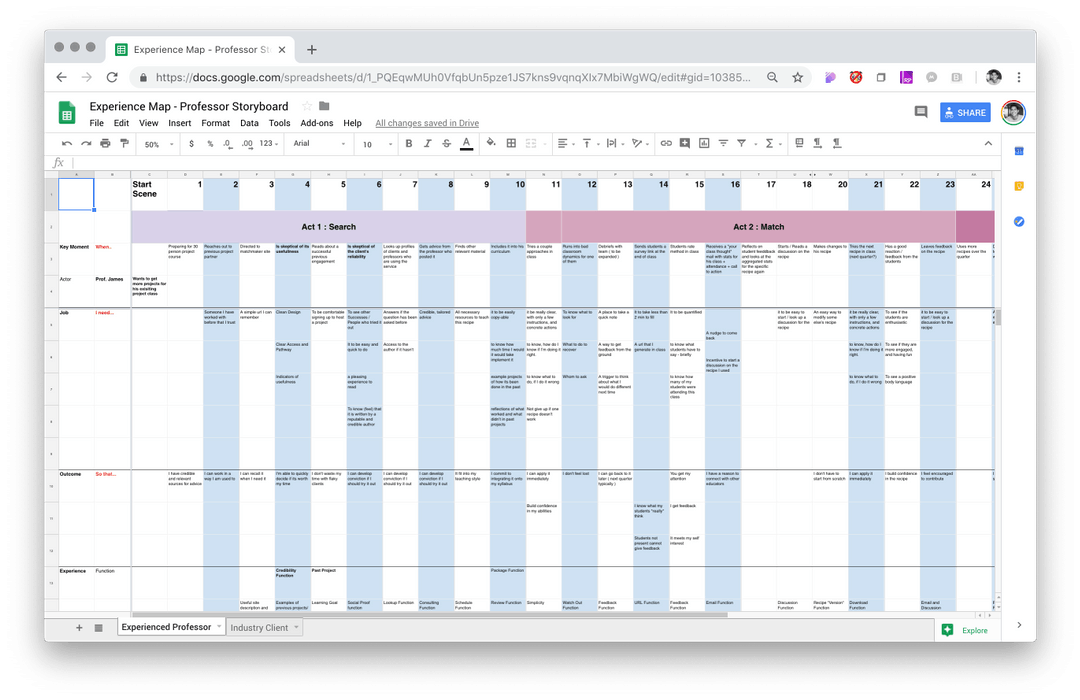 Experience Map - Professor St
https://docs.google.com/spreadsheets/d/1_PQEqwMUh0VfqbUn5pze1JS7kns9vqnqXIx7MbiWgWQ/edit#gid=10385...
Experience Map - Professor Storyboard
SHARE
File Edit View Insert Format Data Tools Add-ons Help All changes saved in Drive
50% $ % .0 .00 123 Arial 10 B I S A
fx
Start Scene 1 2 3 4 5 6 7 8 9 10 11 12 13 14 15 16 17 18 20 21 22 23 24
Act 1 : Search Act 2 : Match
Key Moment When..
Preparing for 30 person project course
Reaches out to previous project partner
Directed to matchmaker site
Is skeptical of its usefulness
Reads about a successful previous engagement
Is skeptical of the client's reliability
Looks up profiles of clients and professors who are using the service
Gets advice from the professor who posted it
Finds other relevant material
Includes it into his curriculum
Tries a couple approaches in class
Runs into bad classroom dynamics for one of them
Debriefs with team ( to be expanded )
Sends students a survey link at the end of class
Students rate method in class
Receives a "your class thought" mail with stats for his class + attendance + call to action
Reflects on student feedback and looks at the aggregated stats for the specific recipe again
Starts / Reads a discussion on the recipe
Makes changes to his recipe
Tries the next recipe in class (next quarter?)
Has a good reaction / feedback from the students
Leaves feedback on the recipe
Uses more recipes over the quarter
Actor Prof. James
Wants to get more projects for his existing project class
Job I need...
Someone I have worked with before that I trust
A simple url I can remember
Clean Design
To be comfortable signing up to host a project
To see other Successes / People who tried it out
Answers if the question has been asked before
Credible, tailored advice
All necessary resources to teach this recipe
it to be easily copy-able
it be really clear, with only a few instructions, and concrete actions
To know what to look for
A place to take a quick note
it to take less than 2 min to fill
it to be quantified
it to be easy to start / look up a discussion for the recipe
An easy way to modify some else's recipe
it be really clear, with only a few instructions, and concrete actions
To see if the students are enthusiastic
it to be easy to start / look up a discussion for the recipe
A nudge to come back
Clear Access and Pathway
it to be easy and quick to do
Access to the author if it hasn't
to know how much time I would it would take implement it
to know, how do I know if I'm doing it right
What to do to recover
A way to get feedback from the ground
A url that I generate in class
to know what students have to say - briefly
Incentive to start a discussion on the recipe I used
to know, how do I know if I'm doing it right
To see if they are more engaged, and having fun
Indicators of usefulness
a pleasing experience to read
example projects of how its been done in the past
to know what to do, if I do it wrong
Whom to ask
A trigger to think about what I would do different next time
to know how many of my students were attending this class
to know what to do, if I do it wrong
To see a positive body language
To know (feel) that it is written by a reputable and credible author
reflections of what worked and what didn't in past projects
Not give up if one recipe doesn't work
Outcome So that...
I have credible and relevant sources for advice
I can work in a way I am used to
I can recall it when I need it
I'm able to quickly decide if its worth my time
I don't waste my time with flaky clients
I can develop conviction if I should try it out
I can develop conviction if I should try it out
I can develop conviction if I should try it out
it fit into my teaching style
I commit to integrating it onto my syllabus
I can apply it immediately
I don't feel lost
I can go back to it later ( next quarter typically )
You get my attention
I have a reason to connect with other educators
I don't have to start from scratch
I can apply it immediately
I build confidence in the recipe
I feel encouraged to contribute
Build confidence in my abilities
I know what my students "really" think
I get feedback
Students not present cannot give feedback
It meets my self interest
Experience Function
Credibility Function
Past Project
Package Function
Useful site description and
Examples of previous projects/
Learning Goal
Social Proof function
Lookup Function
Consulting Function
Schedule Function
Review Function
Simplicity
Watch Out Function
Feedback Function
URL Function
Feedback Function
Email Function
Discussion Function
Recipe "Version" Function
Download Function
Email and Discussion
Experienced Professor Industry Client
Explore